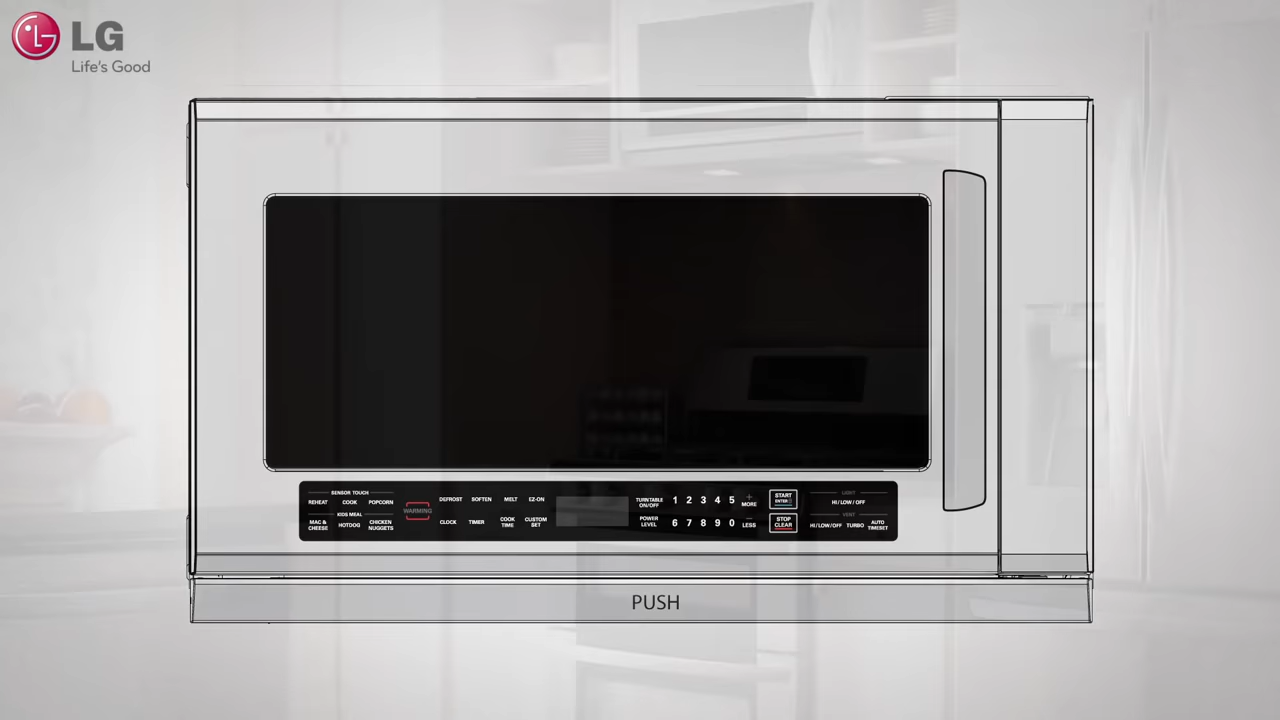 LG
Life's Good
SENSOR TOUCH
REHEAT COOK POPCORN
KIDS MEAL
MAC & CHEESE HOTDOG CHICKEN NUGGETS
WARMING
DEFROST SOFTEN MELT EZ-ON
CLOCK TIMER COOK TIME CUSTOM SET
TURNTABLE ON/OFF 1 2 3 4 5 + MORE
POWER LEVEL 6 7 8 9 0 — LESS
START
ENTER
STOP
CLEAR
LIGHT
HI / LOW / OFF
VENT
HI / LOW / OFF TURBO AUTO TIMESET
PUSH